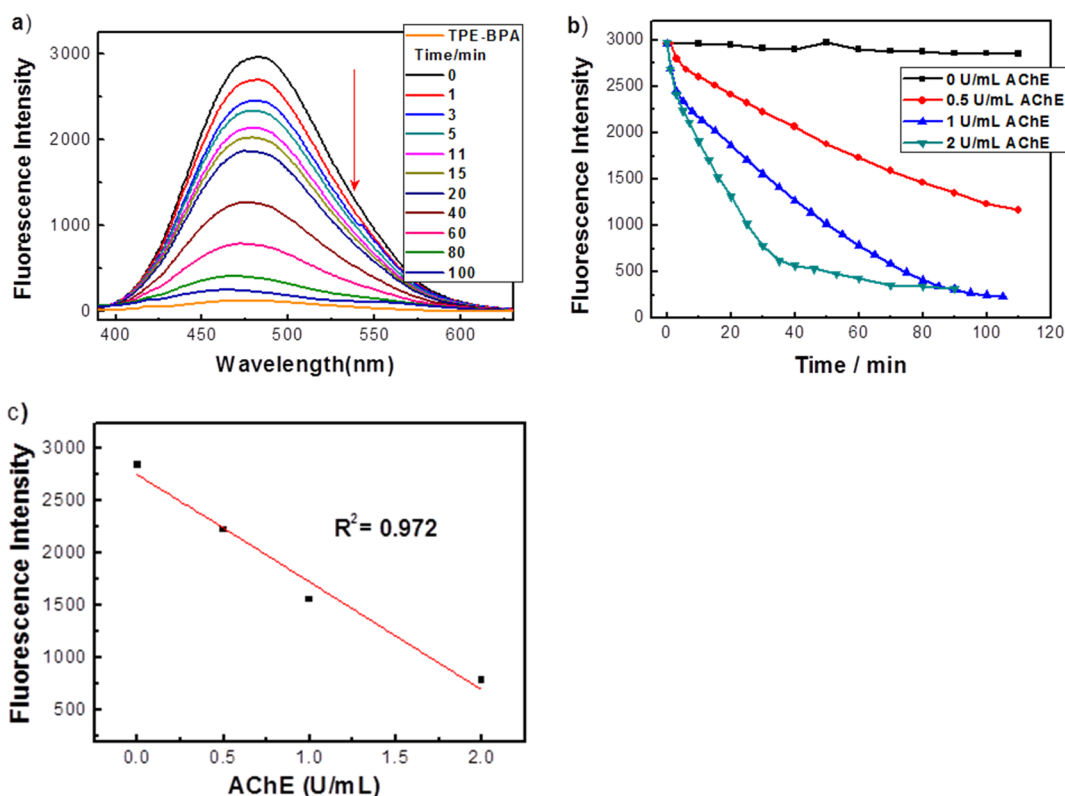 a)
Fluorescence Intensity
3000
2000
1000
0
400
450
500
550
600
Wavelength(nm)
TPE-BPA
Time/min
0
1
3
5
11
15
20
40
60
80
100
b)
Fluorescence Intensity
3000
2500
2000
1500
1000
500
0
0
20
40
60
80
100
120
Time / min
0 U/mL AChE
0.5 U/mL AChE
1 U/mL AChE
2 U/mL AChE
c)
Fluorescence Intensity
3000
2500
2000
1500
1000
500
0.0
0.5
1.0
1.5
2.0
AChE (U/mL)
R²= 0.972